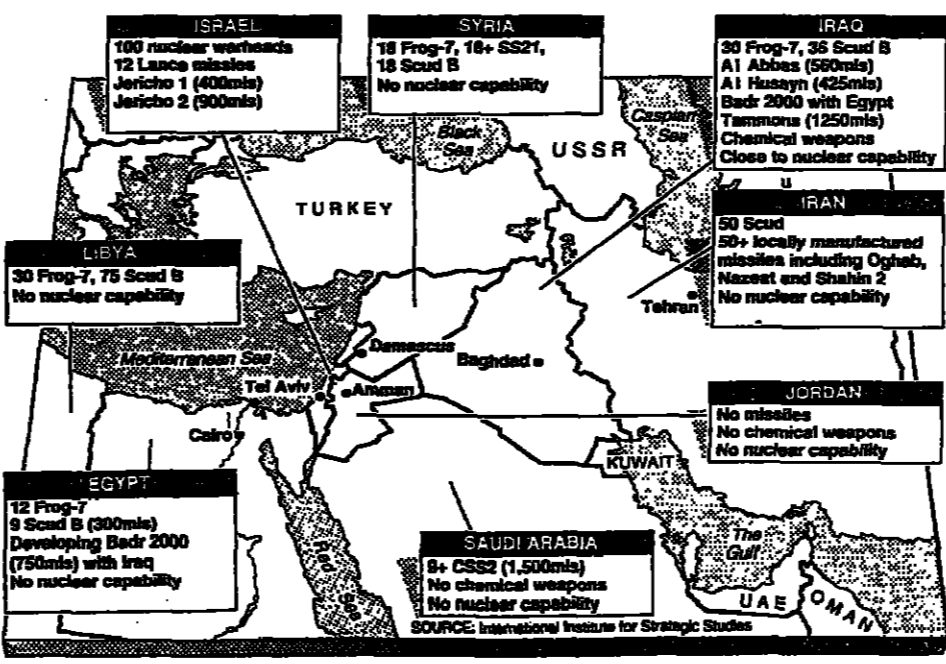 ISRAEL
100 nuclear warheads
12 Lance missiles
Jericho 1 (400mls)
Jericho 2 (900mls)
SYRIA
18 Frog-7, 18+ SS21,
18 Scud B
No nuclear capability
IRAQ
30 Frog-7, 36 Scud B
Al Abbas (560mls)
Al Husayn (425mls)
Badr 2000 with Egypt
Tammons (1250mls)
Chemical weapons
Close to nuclear capability
Black
Sea
Caspian
Sea
USSR
TURKEY
IRAN
50 Scud
50+ locally manufactured
missiles including Oghab,
Nazeat and Shahin 2
No nuclear capability
LIBYA
30 Frog-7, 75 Scud B
No nuclear capability
Tehran
Mediterranean Sea
Damascus
Baghdad
Tel Aviv
Amman
JORDAN
No missiles
No chemical weapons
No nuclear capability
Cairo
KUWAIT
EGYPT
12 Frog-7
9 Scud B (300mls)
Developing Badr 2000
(750mls) with Iraq
No nuclear capability
Red
Sea
SAUDI ARABIA
8+ CSS2 (1,500mls)
No chemical weapons
No nuclear capability
The
Gulf
UAE
OMAN
SOURCE: International Institute for Strategic Studies